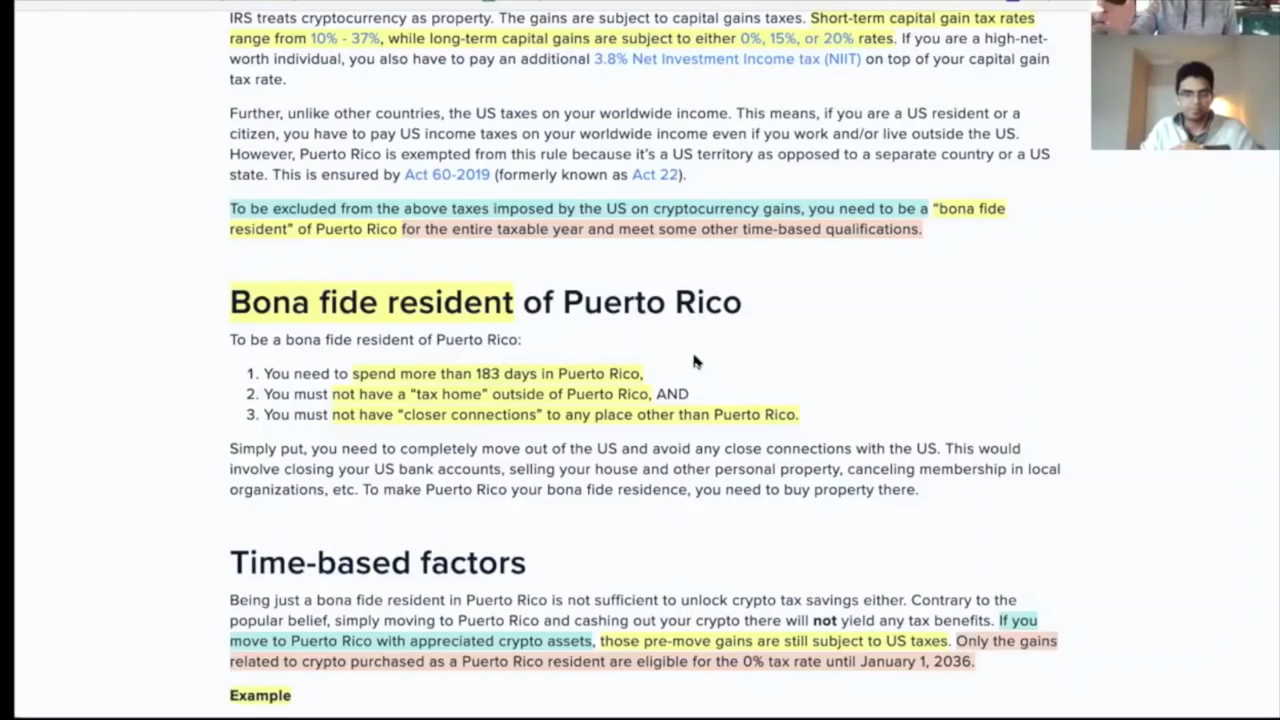 IRS treats cryptocurrency as property. The gains are subject to capital gains taxes. Short-term capital gain tax rates
range from 10% - 37%, while long-term capital gains are subject to either 0%, 15%, or 20% rates. If you are a high-net-
worth individual, you also have to pay an additional 3.8% Net Investment Income tax (NIIT) on top of your capital gain
tax rate.
Further, unlike other countries, the US taxes on your worldwide income. This means, if you are a US resident or a
citizen, you have to pay US income taxes on your worldwide income even if you work and/or live outside the US.
However, Puerto Rico is exempted from this rule because it's a US territory as opposed to a separate country or a US
state. This is ensured by Act 60-2019 (formerly known as Act 22).
To be excluded from the above taxes imposed by the US on cryptocurrency gains, you need to be a “bona fide
resident” of Puerto Rico for the entire taxable year and meet some other time-based qualifications.
Bona fide resident of Puerto Rico
To be a bona fide resident of Puerto Rico:
1. You need to spend more than 183 days in Puerto Rico,
2. You must not have a “tax home” outside of Puerto Rico, AND
3. You must not have “closer connections” to any place other than Puerto Rico.
Simply put, you need to completely move out of the US and avoid any close connections with the US. This would
involve closing your US bank accounts, selling your house and other personal property, canceling membership in local
organizations, etc. To make Puerto Rico your bona fide residence, you need to buy property there.
Time-based factors
Being just a bona fide resident in Puerto Rico is not sufficient to unlock crypto tax savings either. Contrary to the
popular belief, simply moving to Puerto Rico and cashing out your crypto there will not yield any tax benefits. If you
move to Puerto Rico with appreciated crypto assets, those pre-move gains are still subject to US taxes. Only the gains
related to crypto purchased as a Puerto Rico resident are eligible for the 0% tax rate until January 1, 2036.
Example